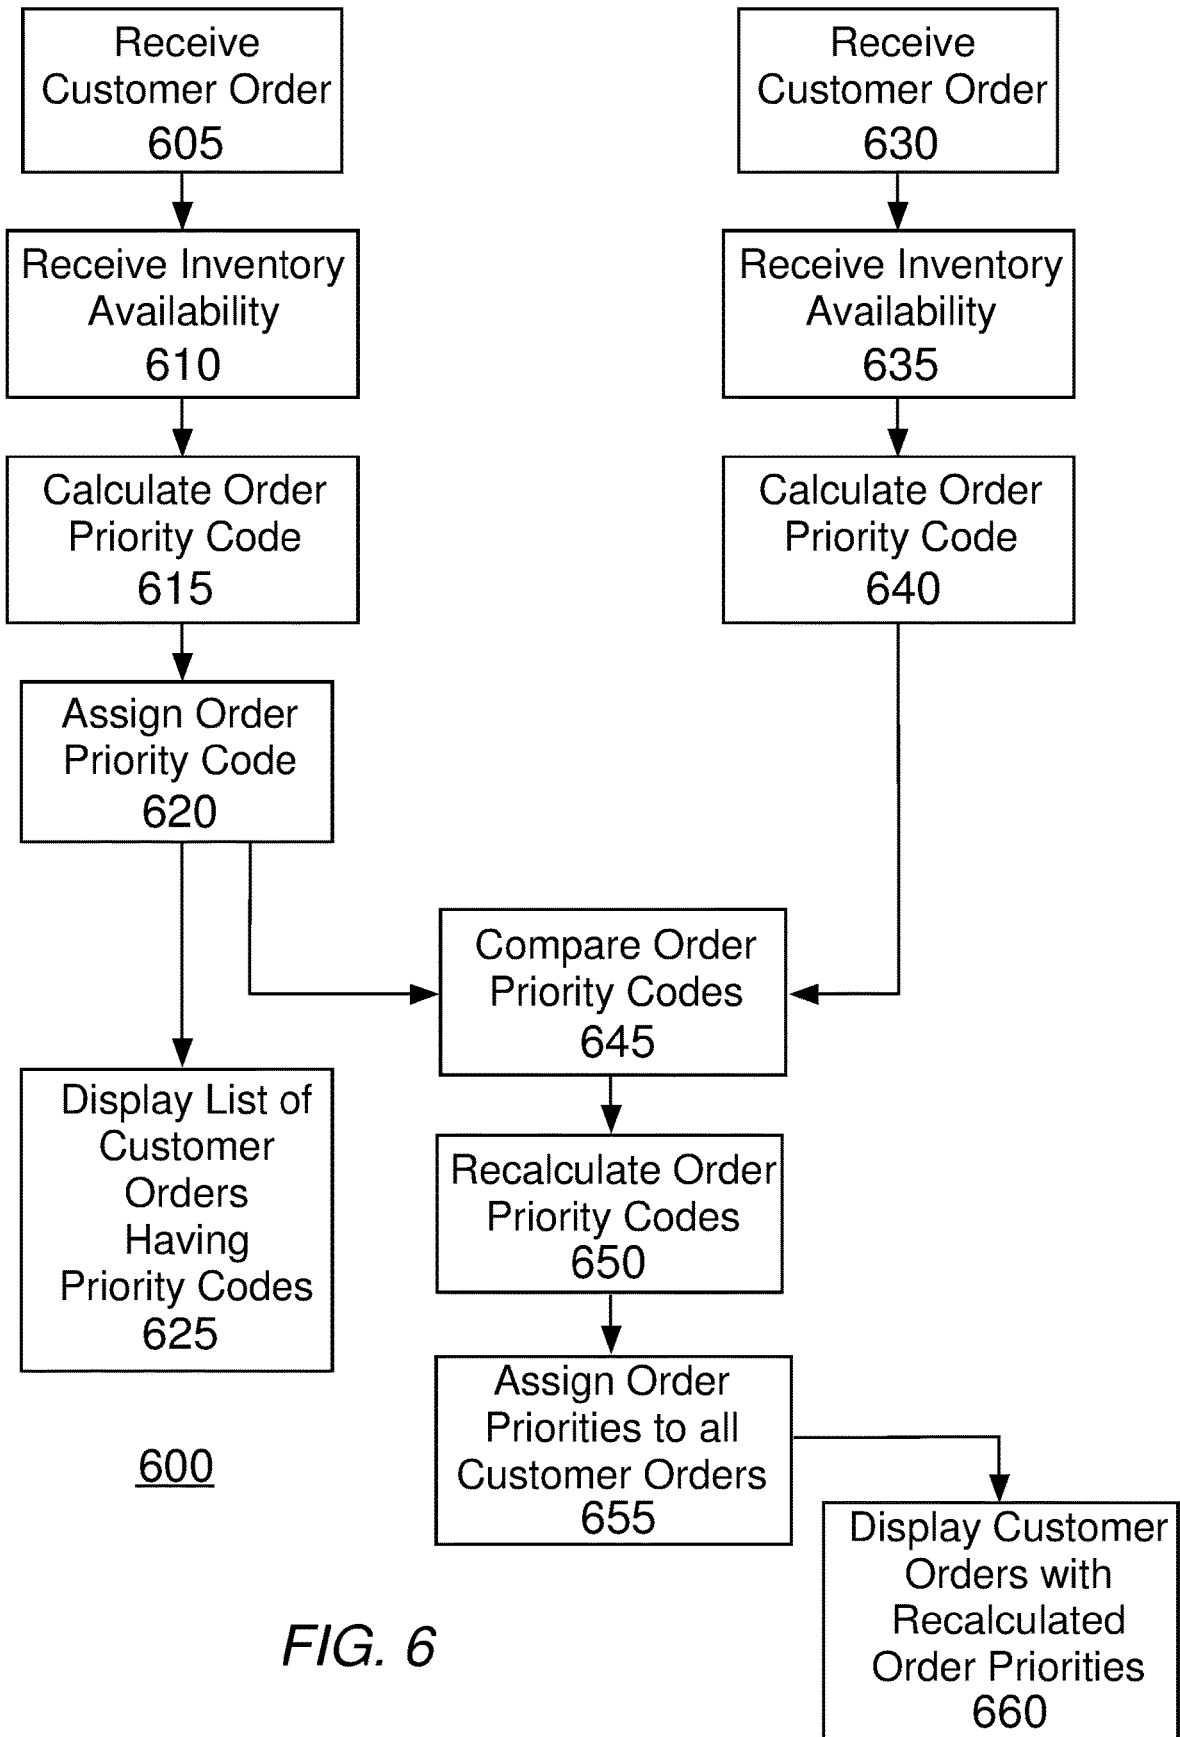 Receive
Customer Order
605
Receive Inventory
Availability
610
Calculate Order
Priority Code
615
Assign Order
Priority Code
620
Display List of
Customer
Orders
Having
Priority Codes
625
Receive
Customer Order
630
Receive Inventory
Availability
635
Calculate Order
Priority Code
640
Compare Order
Priority Codes
645
Recalculate Order
Priority Codes
650
Assign Order
Priorities to all
Customer Orders
655
Display Customer
Orders with
Recalculated
Order Priorities
660
600
FIG. 6